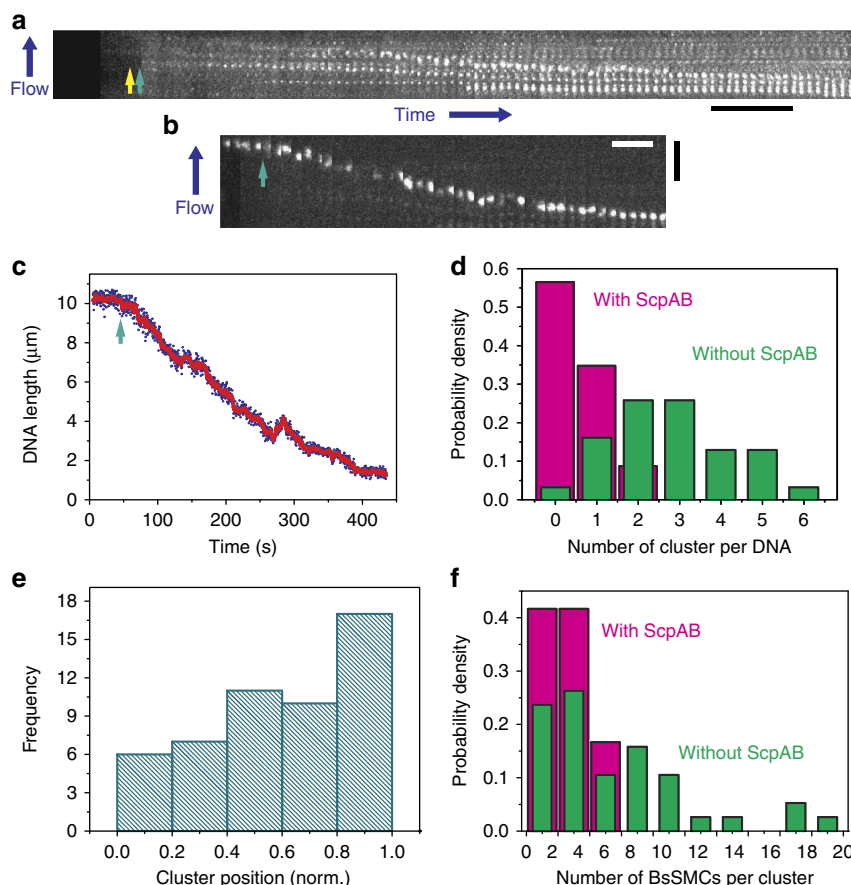 a
Flow
Time
b
Flow
c
DNA length (μm)
10
8
6
4
2
0
0 100 200 300 400
Time (s)
d
Probability density
0.6
0.5
0.4
0.3
0.2
0.1
0.0
With ScpAB
Without ScpAB
0 1 2 3 4 5 6
Number of cluster per DNA
e
Frequency
18
15
12
9
6
3
0
0.0 0.2 0.4 0.6 0.8 1.0
Cluster position (norm.)
f
Probability density
0.4
0.3
0.2
0.1
0.0
With ScpAB
Without ScpAB
0 2 4 6 8 10 12 14 16 18 20
Number of BsSMCs per cluster